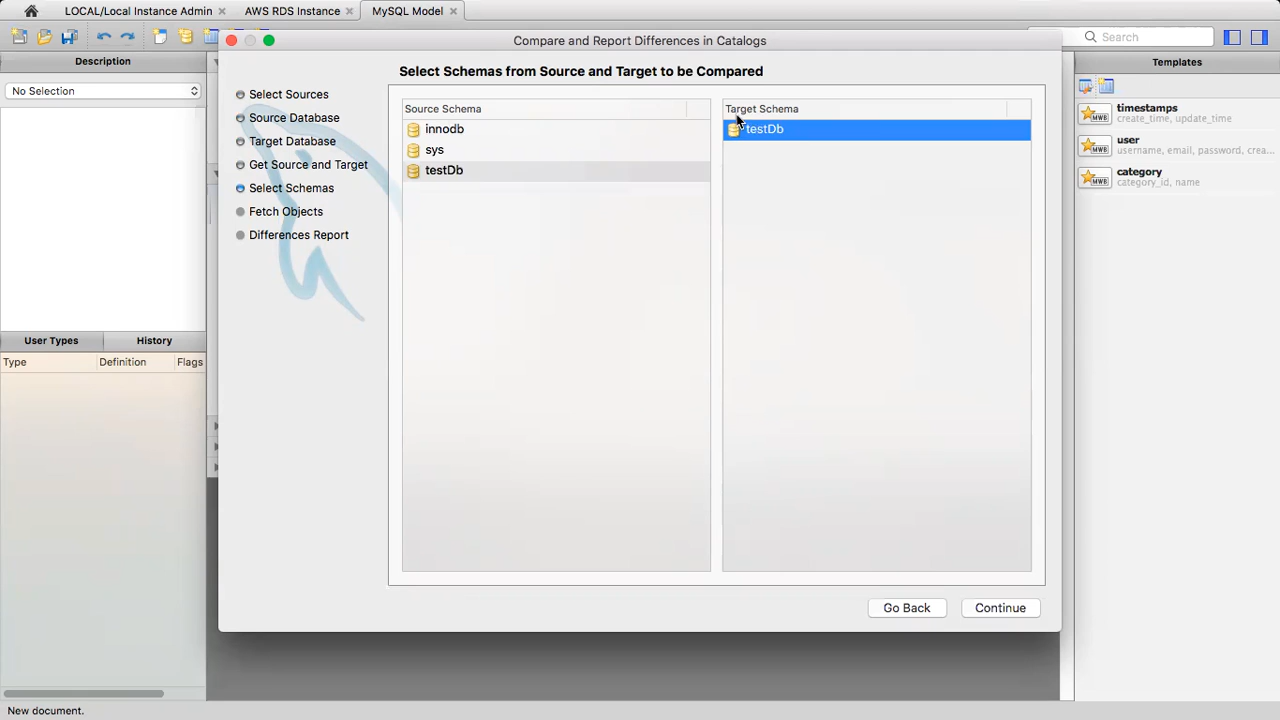 LOCAL/Local Instance Admin
AWS RDS Instance
MySQL Model
Search
Description
No Selection
User Types
History
Type
Definition
Flags
New document.
Compare and Report Differences in Catalogs
Select Sources
Source Database
Target Database
Get Source and Target
Select Schemas
Fetch Objects
Differences Report
Select Schemas from Source and Target to be Compared
Source Schema
innodb
sys
testDb
Target Schema
testDb
Go Back
Continue
Templates
MWB
timestamps
create_time, update_time
MWB
user
username, email, password, crea...
MWB
category
category_id, name